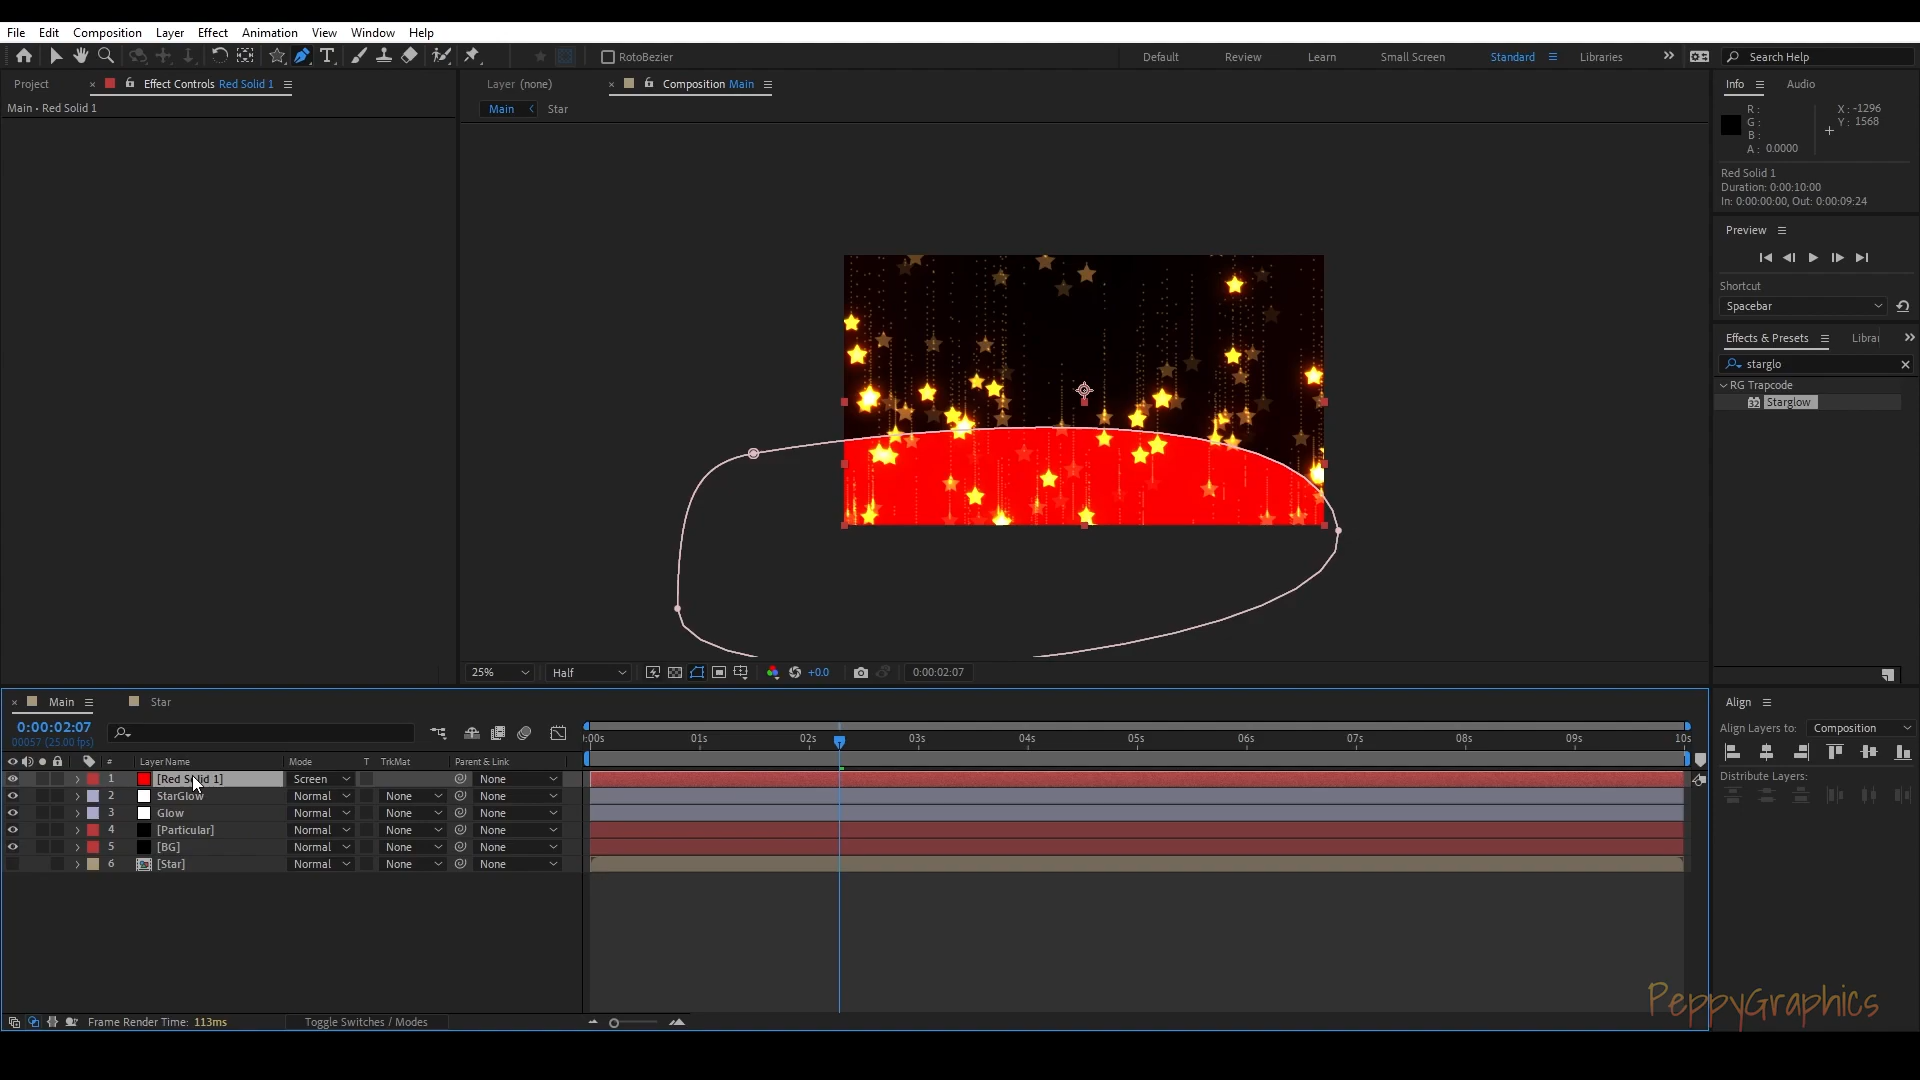 File Edit Composition Layer Effect Animation View Window Help
RotoBezier Default Review Learn Small Screen Standard Libraries Search Help
Project × Effect Controls Red Solid 1 Layer (none) × Composition Main Info Audio
Main • Red Solid 1 Main Star
R : X : -1296
G : Y : 1568
B :
A : 0.0000
Red Solid 1
Duration: 0:00:10:00
In: 0:00:00:00, Out: 0:00:09:24
Preview
Shortcut
Spacebar
Effects & Presets Librar
starglo
RG Trapcode
32 Starglow
25% Half +0.0 0:00:02:07
× Main Star Align
0:00:02:07
00057 (25.00 fps)
Align Layers to: Composition
:00s 01s 02s 03s 04s 05s 06s 07s 08s 09s 10s
# Layer Name Mode T TrkMat Parent & Link
Distribute Layers:
1 [Red Solid 1] Screen None
2 StarGlow Normal None None
3 Glow Normal None None
4 [Particular] Normal None None
5 [BG] Normal None None
6 [Star] Normal None None
PeppyGraphics
Frame Render Time: 113ms Toggle Switches / Modes